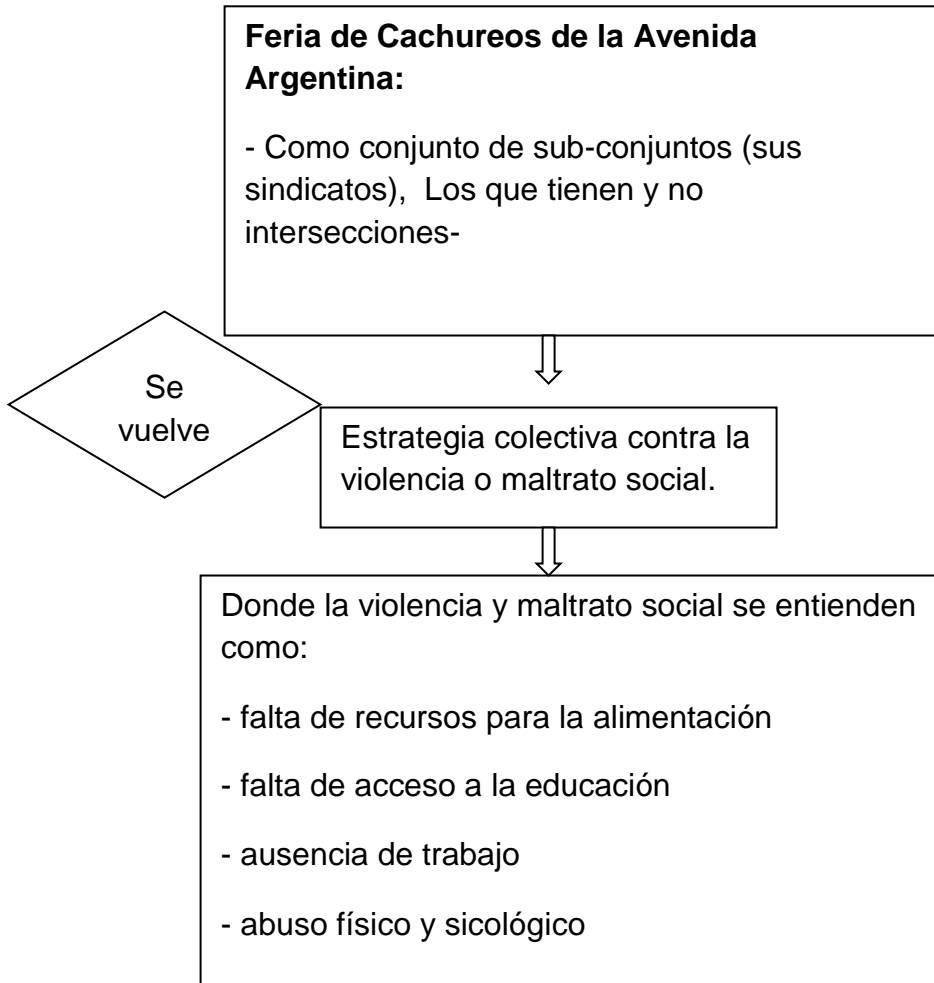 Feria de Cachureos de la Avenida
Argentina:
- Como conjunto de sub-conjuntos (sus
sindicatos), Los que tienen y no
intersecciones-
Se
vuelve
Estrategia colectiva contra la
violencia o maltrato social.
Donde la violencia y maltrato social se entienden
como:
- falta de recursos para la alimentación
- falta de acceso a la educación
- ausencia de trabajo
- abuso físico y sicológico